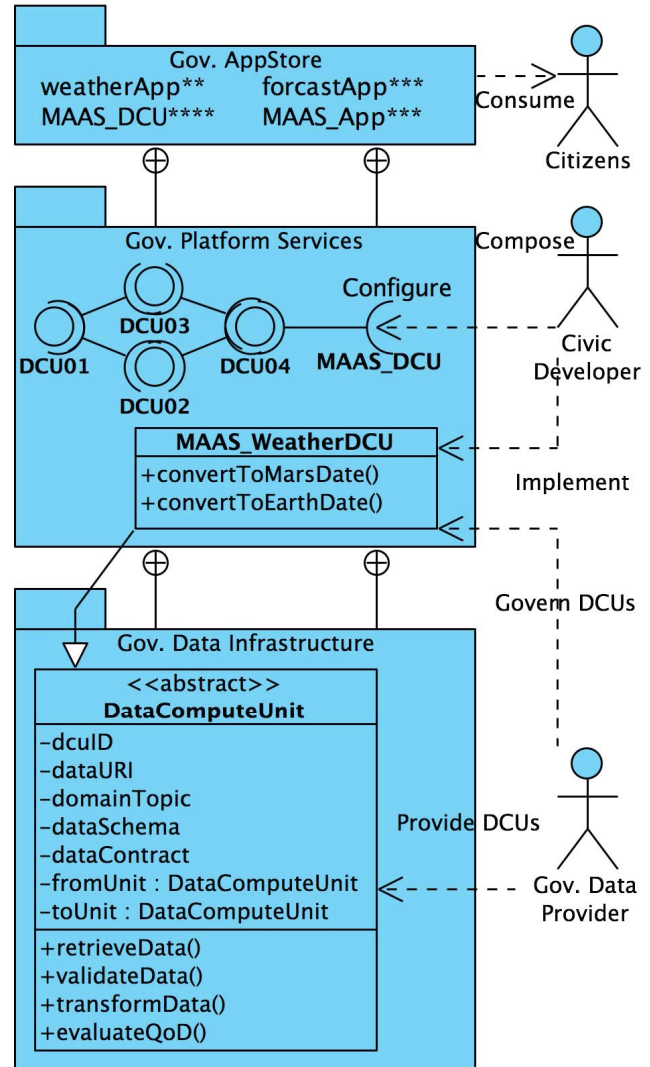 Gov. AppStore
weatherApp** forcastApp***
MAAS_DCU**** MAAS_App***
Consume
Citizens
Gov. Platform Services
Compose
Configure
DCU03
DCU01
DCU04
MAAS_DCU
DCU02
Civic
Developer
MAAS_WeatherDCU
+convertToMarsDate()
+convertToEarthDate()
Implement
Govern DCUs
Gov. Data Infrastructure
<<abstract>>
DataComputeUnit
-dcuID
-dataURI
-domainTopic
-dataSchema
-dataContract
-fromUnit : DataComputeUnit
-toUnit : DataComputeUnit
+retrieveData()
+validateData()
+transformData()
+evaluateQoD()
Provide DCUs
Gov. Data
Provider